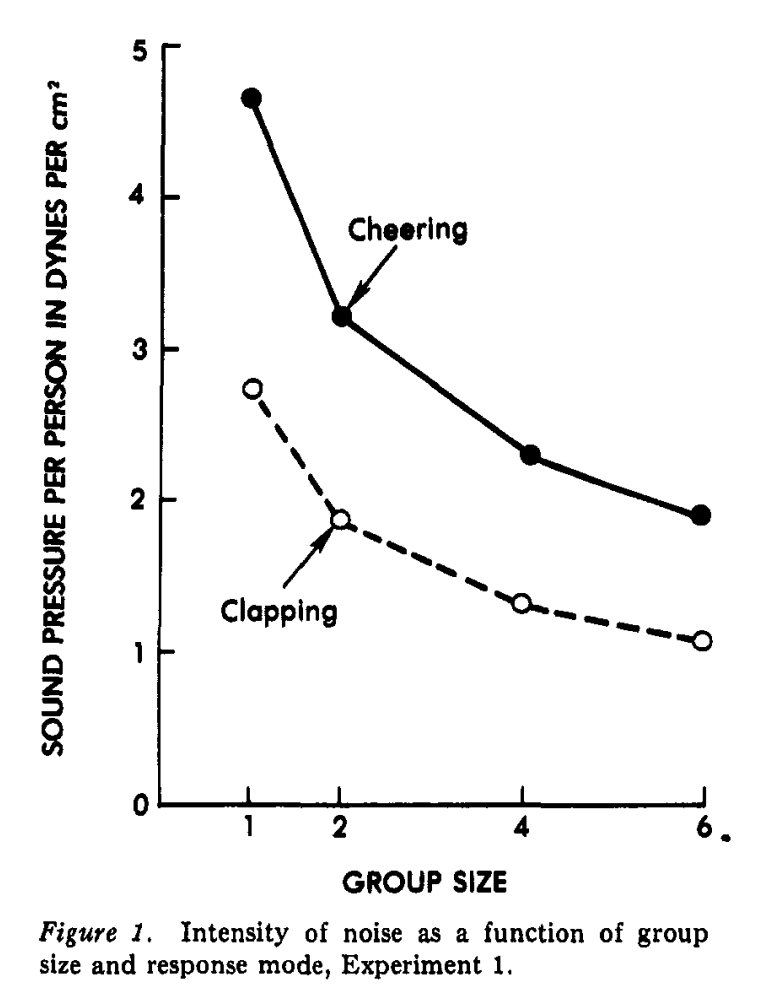 SOUND PRESSURE PER PERSON IN DYNES PER cm²
5
4
3
2
1
0
Cheering
Clapping
1 2 4 6
GROUP SIZE
Figure 1. Intensity of noise as a function of group
size and response mode, Experiment 1.